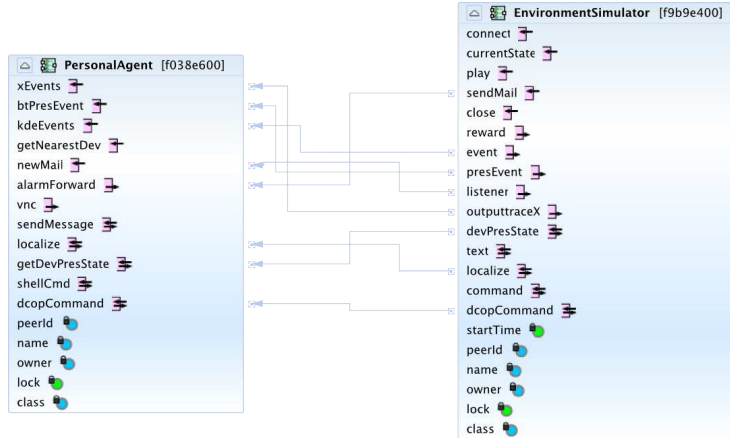 PersonalAgent [f038e600]
xEvents
btPresEvent
kdeEvents
getNearestDev
newMail
alarmForward
vnc
sendMessage
localize
getDevPresState
shellCmd
dcopCommand
peerId
name
owner
lock
class
EnvironmentSimulator [f9b9e400]
connect
currentState
play
sendMail
close
reward
event
presEvent
listener
outputtraceX
devPresState
text
localize
command
dcopCommand
startTime
peerId
name
owner
lock
class